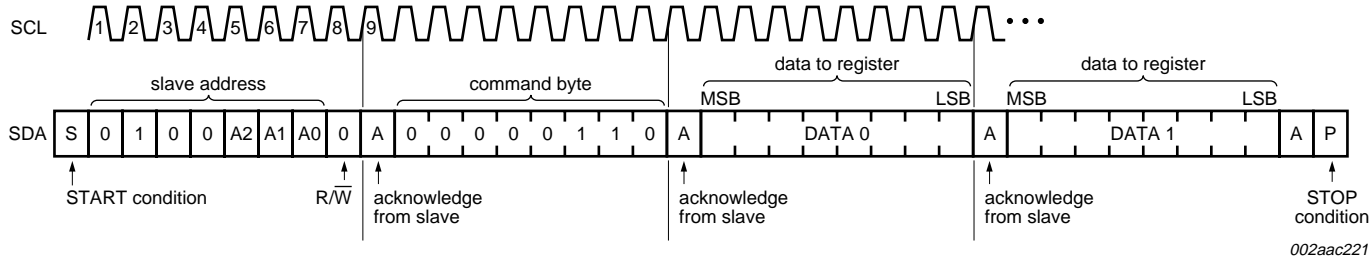 SCL 1 2 3 4 5 6 7 8 9 • • •
slave address command byte data to register data to register
MSB LSB MSB LSB
SDA S 0 1 0 0 A2 A1 A0 0 A 0 0 0 0 0 1 1 0 A DATA 0 A DATA 1 A P
START condition R/W̅ acknowledge from slave acknowledge from slave acknowledge from slave STOP condition
002aac221